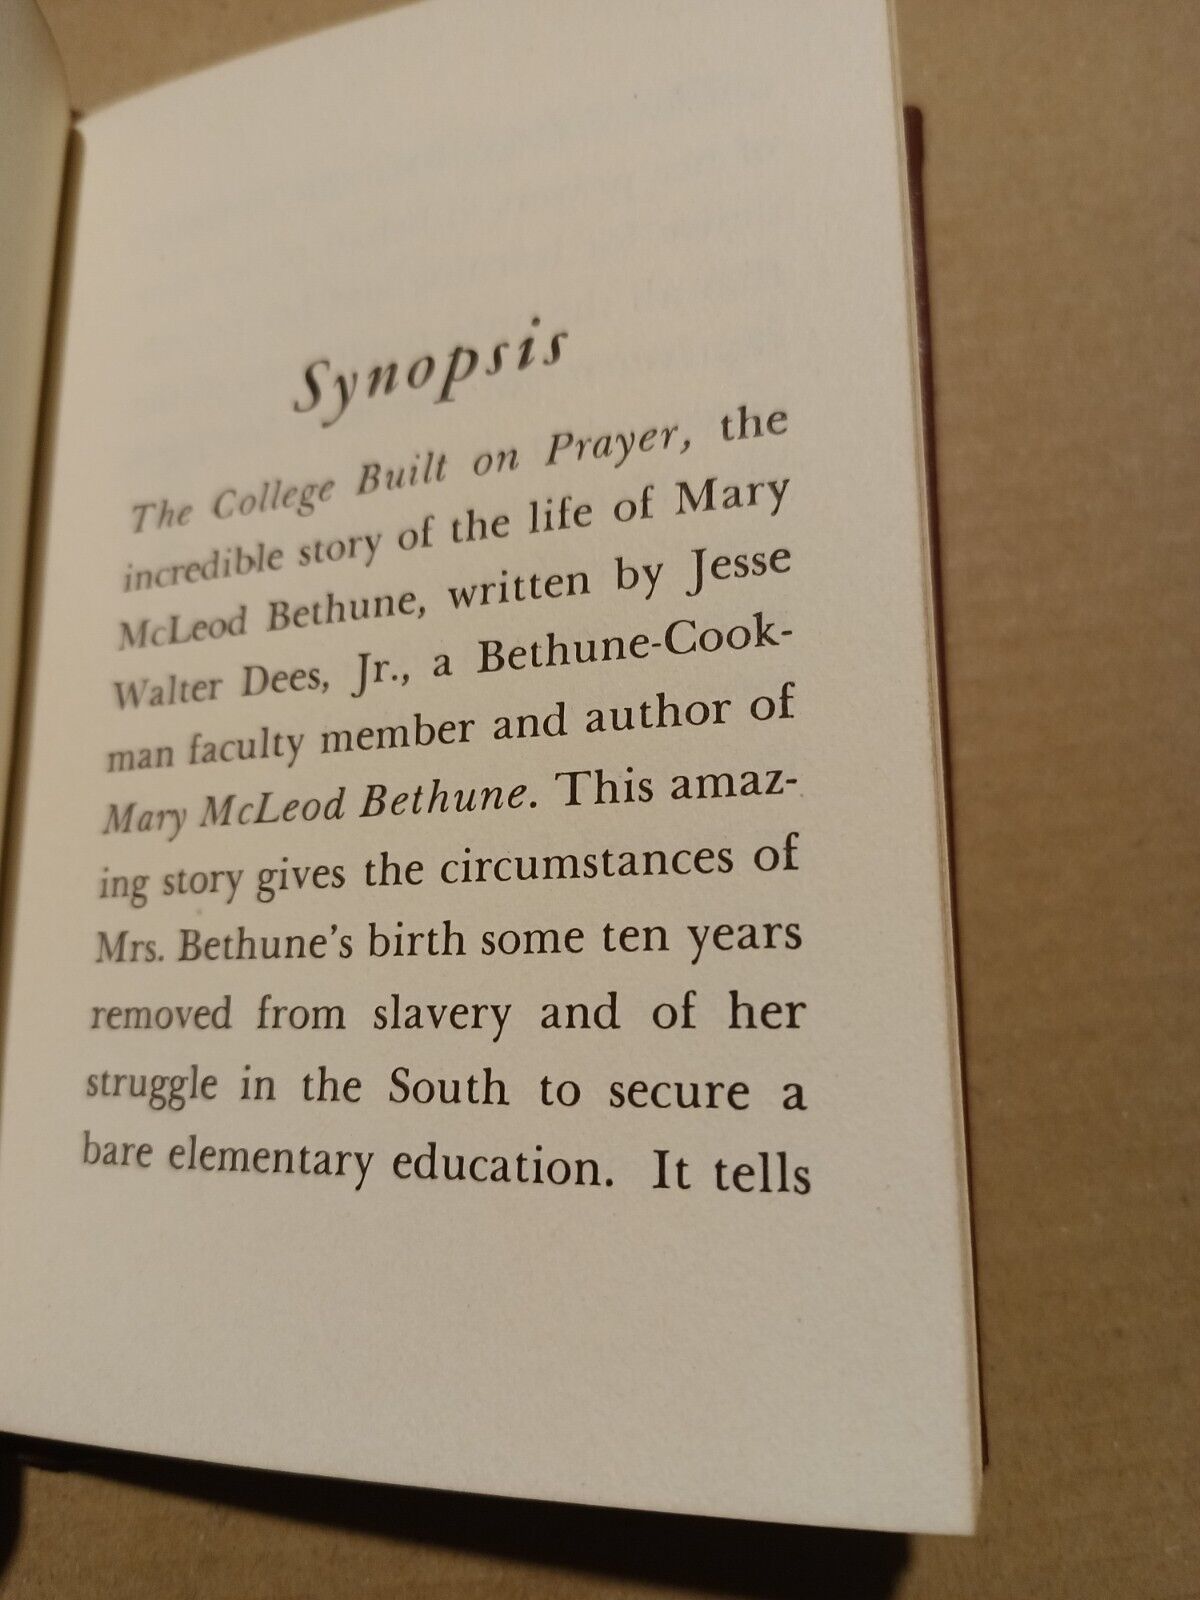 Synopsis
The College Built on Prayer, the
incredible story of the life of Mary
McLeod Bethune, written by Jesse
Walter Dees, Jr., a Bethune-Cook-
man faculty member and author of
Mary McLeod Bethune. This amaz-
ing story gives the circumstances of
Mrs. Bethune's birth some ten years
removed from slavery and of her
struggle in the South to secure a
bare elementary education. It tells